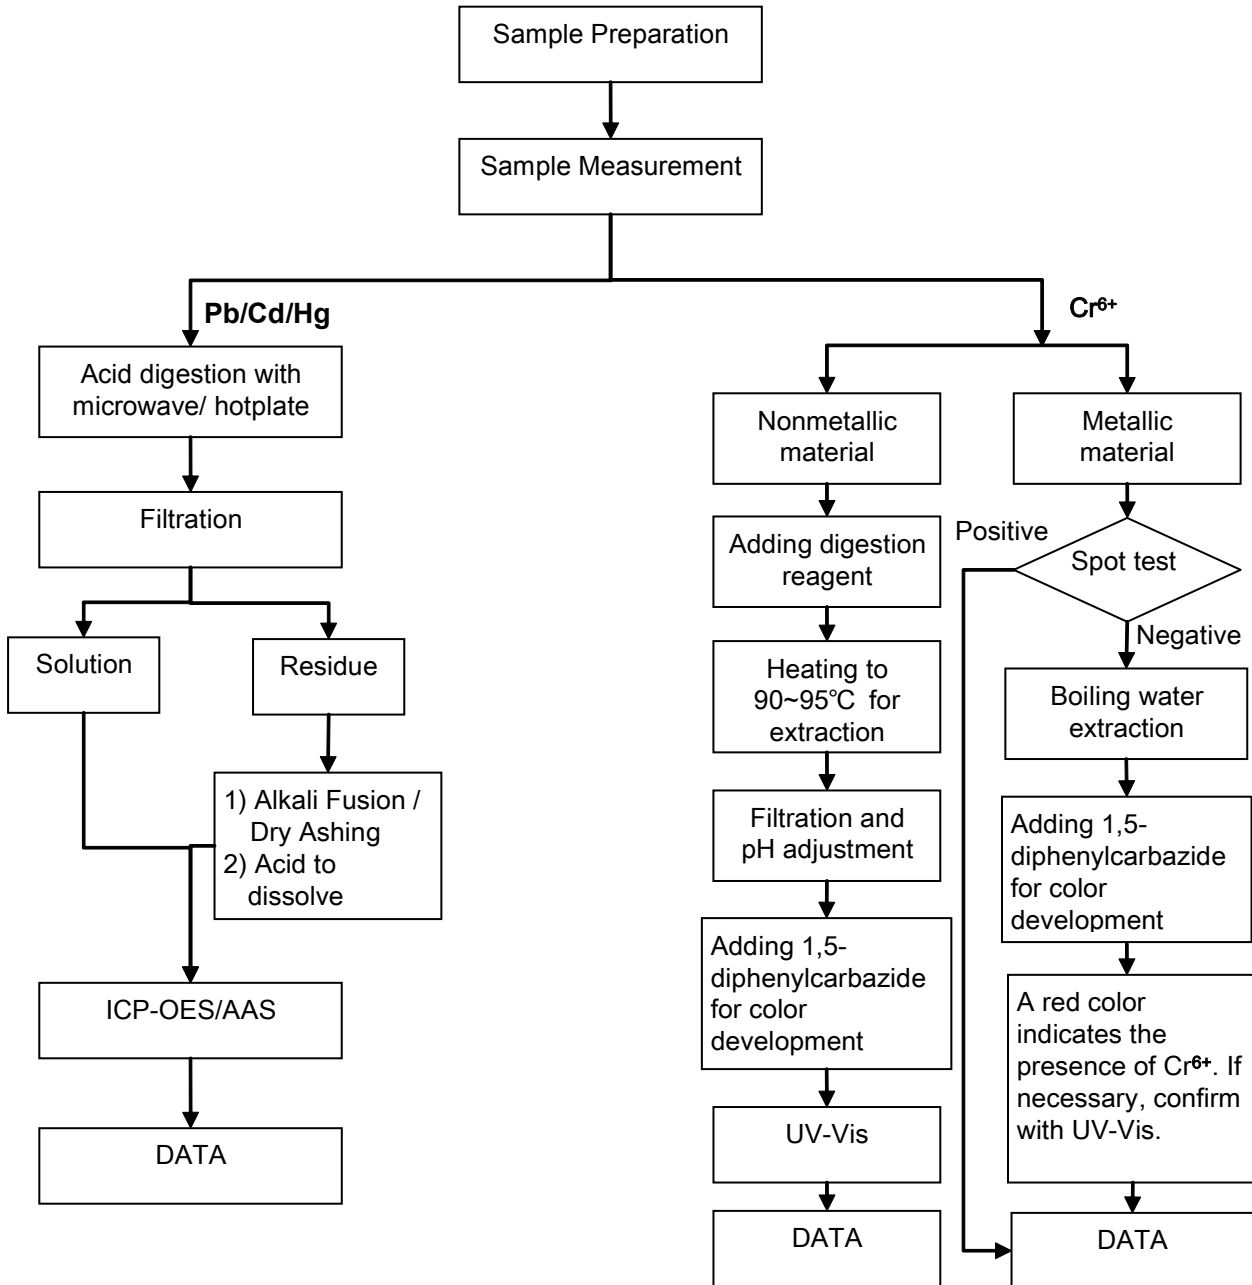 Sample Preparation
Sample Measurement
Pb/Cd/Hg
Acid digestion with
microwave/ hotplate
Filtration
Solution
Residue
1) Alkali Fusion /
Dry Ashing
2) Acid to
dissolve
ICP-OES/AAS
DATA
Cr⁶⁺
Nonmetallic
material
Adding digestion
reagent
Heating to
90~95℃ for
extraction
Filtration and
pH adjustment
Adding 1,5-
diphenylcarbazide
for color
development
UV-Vis
DATA
Metallic
material
Spot test
Positive
Negative
Boiling water
extraction
Adding 1,5-
diphenylcarbazide
for color
development
A red color
indicates the
presence of Cr⁶⁺. If
necessary, confirm
with UV-Vis.
DATA